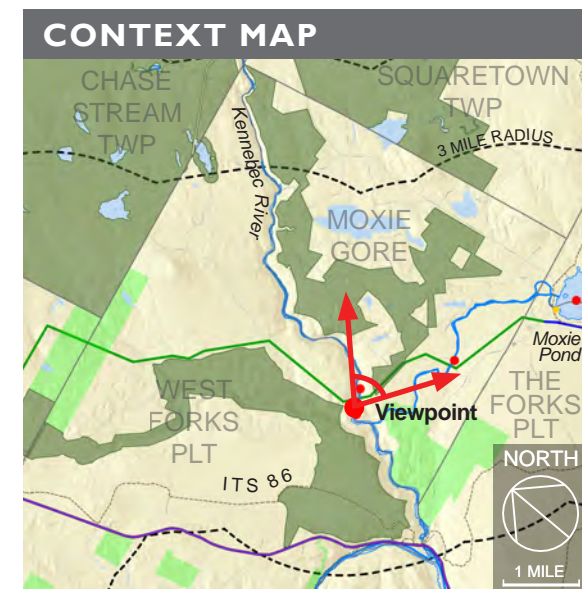 CONTEXT MAP
CHASE
STREAM
TWP
SQUARETOWN
TWP
3 MILE RADIUS
Kennebec River
MOXIE
GORE
Moxie
Pond
WEST
FORKS
PLT
Viewpoint
THE
FORKS
PLT
ITS 86
NORTH
1 MILE